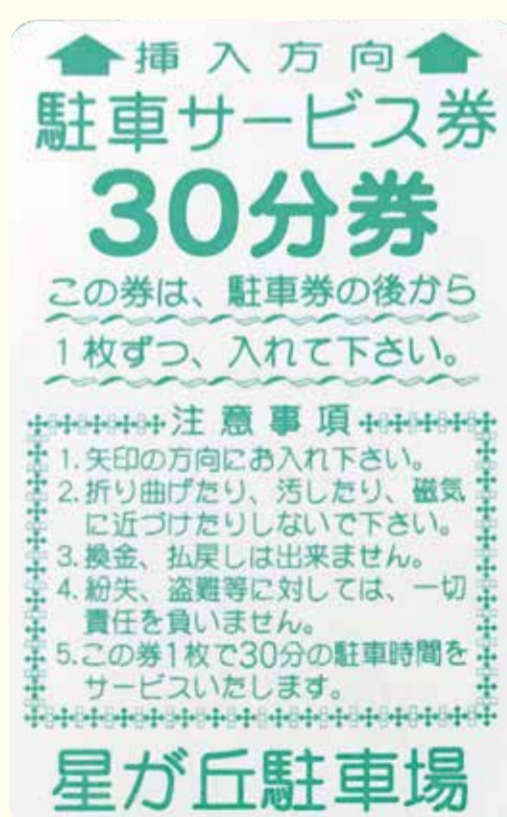 挿入方向
駐車サービス券
30分券
この券は、駐車券の後から
1枚ずつ、入れて下さい。
注意事項
1.矢印の方向にお入れ下さい。
2.折り曲げたり、汚したり、磁気
に近づけたりしないで下さい。
3.換金、払戻しは出来ません。
4.紛失、盗難等に対しては、一切
責任を負いません。
5.この券1枚で30分の駐車時間を
サービスいたします。
星が丘駐車場